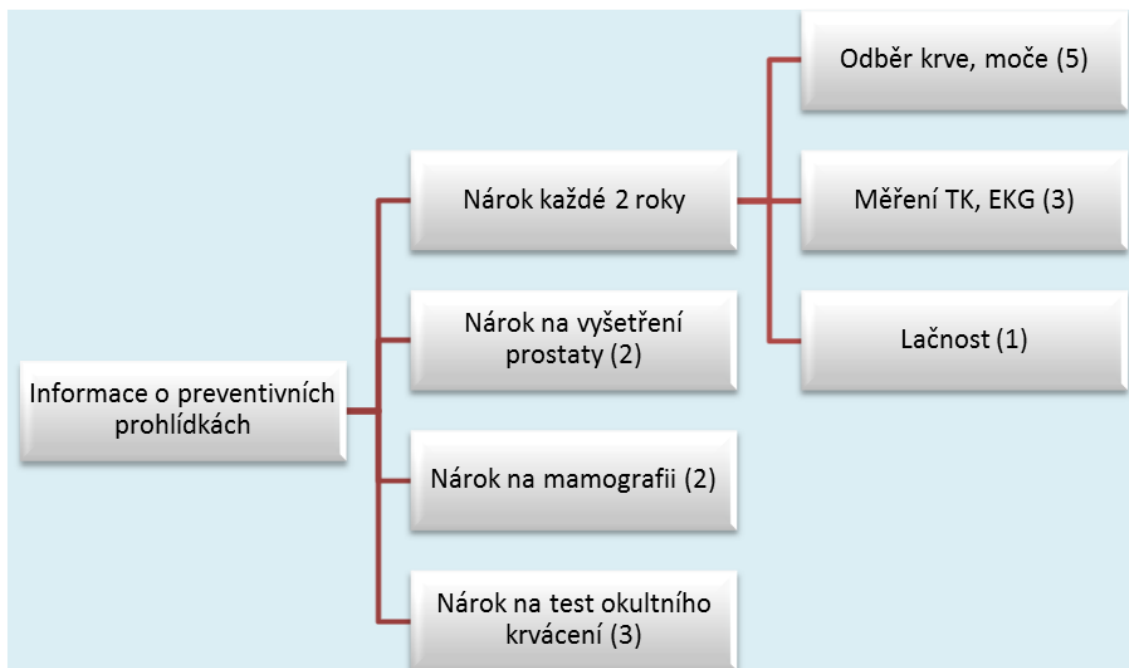 Informace o preventivních
prohlídkách
Nárok každé 2 roky
Odběr krve, moče (5)
Měření TK, EKG (3)
Lačnost (1)
Nárok na vyšetření
prostaty (2)
Nárok na mamografii (2)
Nárok na test okultního
krvácení (3)